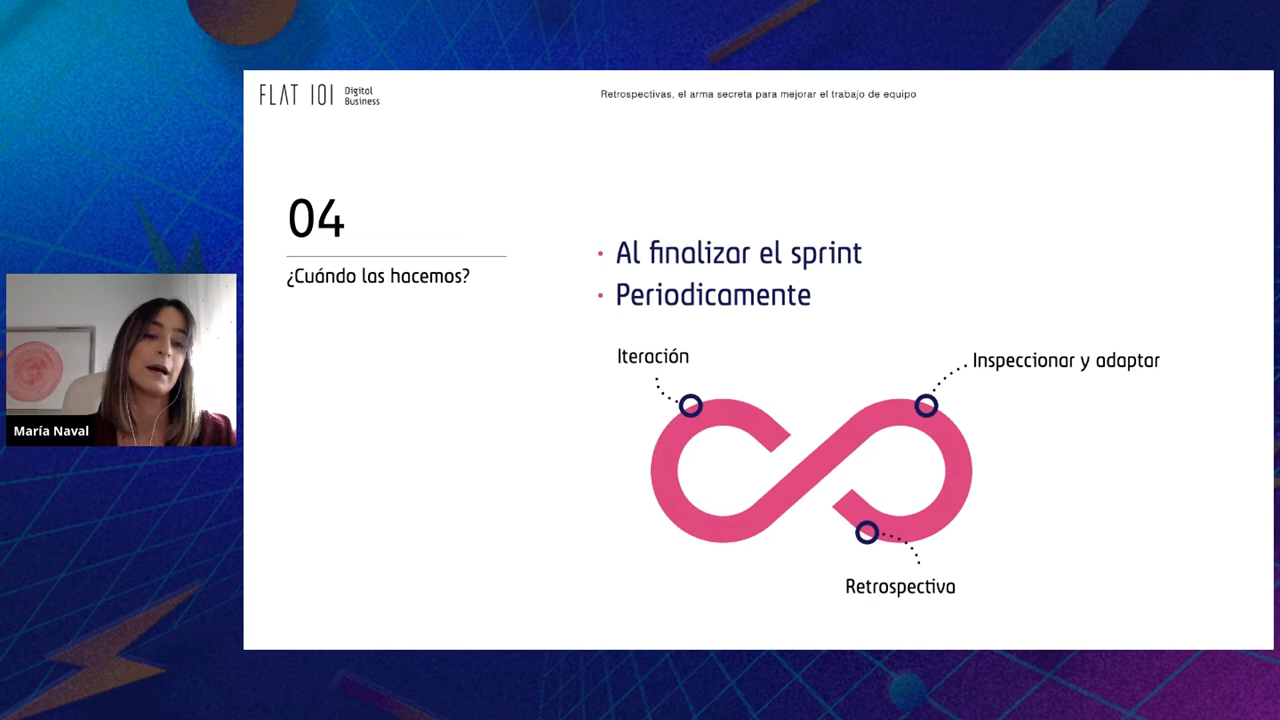 FLAT 101 Digital
Business
Retrospectivas, el arma secreta para mejorar el trabajo de equipo
04
¿Cuándo las hacemos?
• Al finalizar el sprint
• Periodicamente
Iteración
Inspeccionar y adaptar
Retrospectiva
María Naval